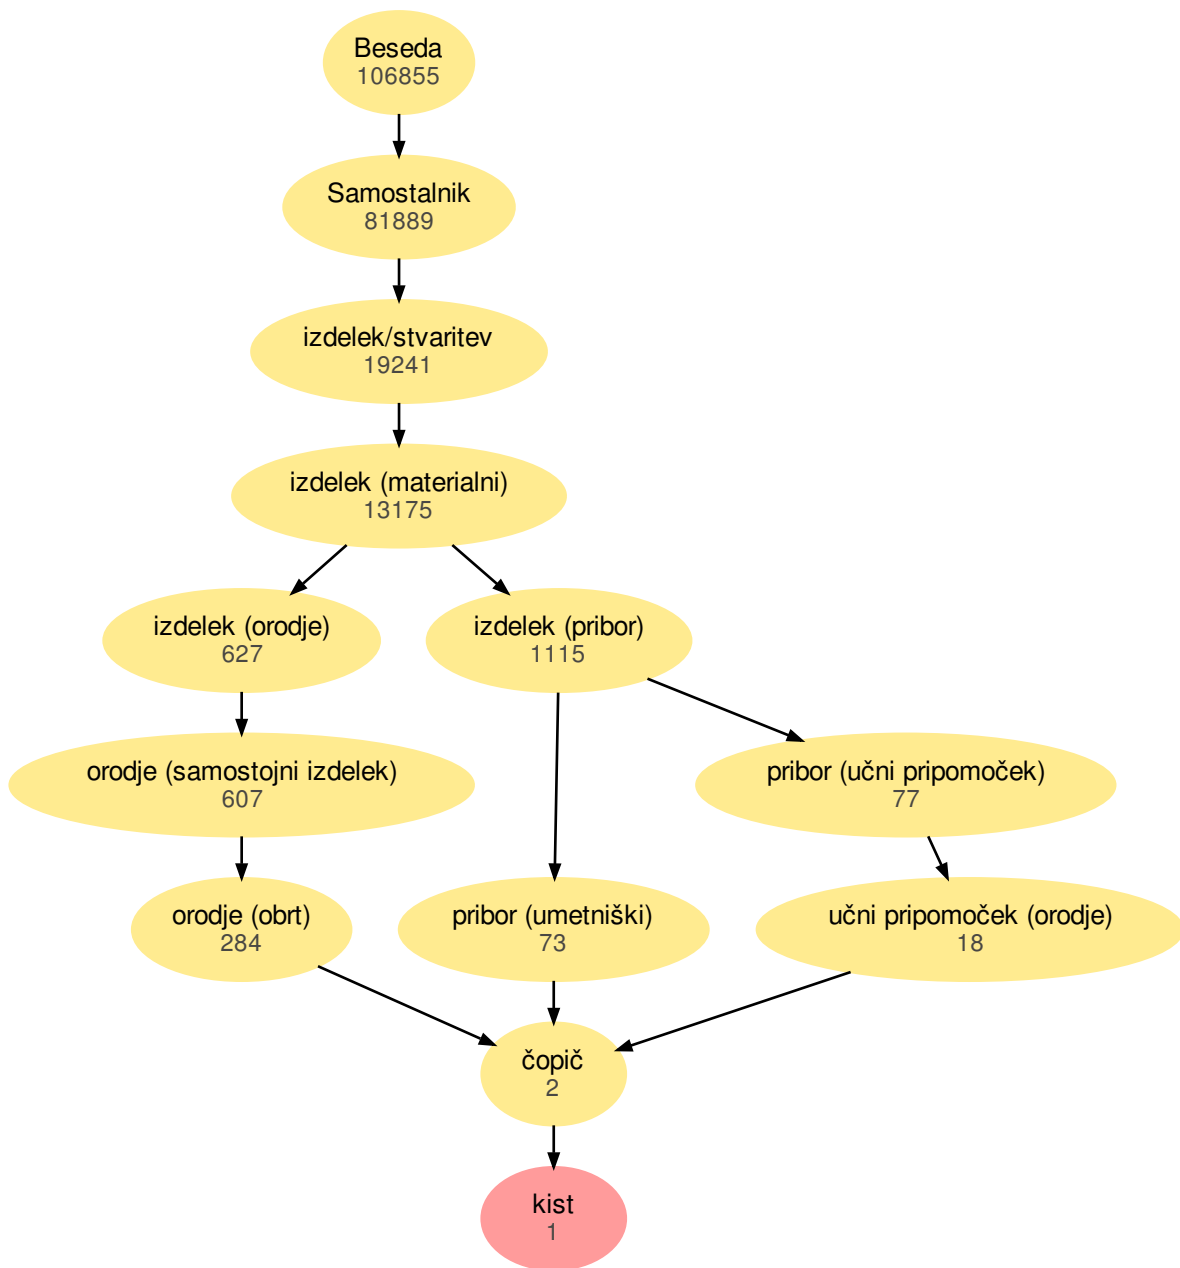 Beseda
106855
Samostalnik
81889
izdelek/stvaritev
19241
izdelek (materialni)
13175
izdelek (orodje)
627
izdelek (pribor)
1115
orodje (samostojni izdelek)
607
pribor (učni pripomoček)
77
orodje (obrt)
284
pribor (umetniški)
73
učni pripomoček (orodje)
18
čopič
2
kist
1